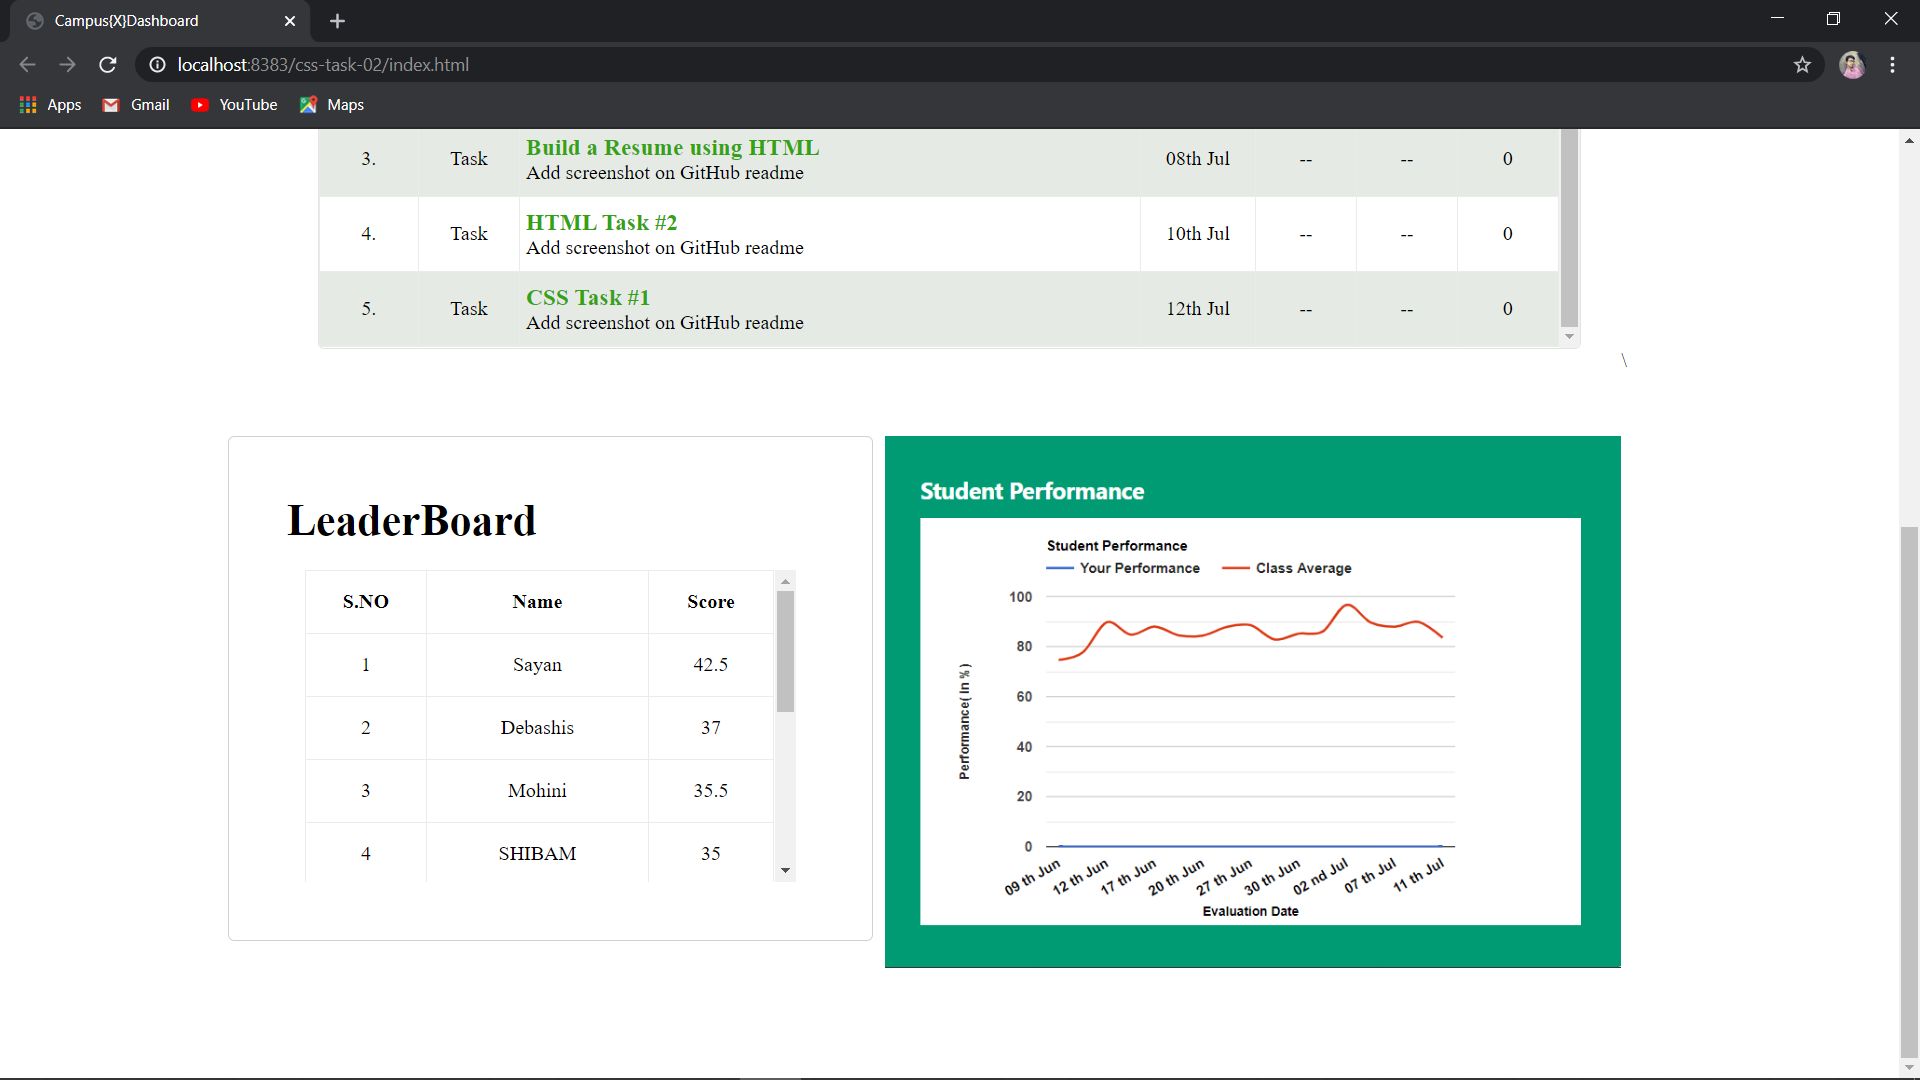 Campus{X}Dashboard
localhost:8383/css-task-02/index.html
Apps Gmail YouTube Maps
3. Task Build a Resume using HTML 08th Jul -- -- 0
Add screenshot on GitHub readme
4. Task HTML Task #2 10th Jul -- -- 0
Add screenshot on GitHub readme
5. Task CSS Task #1 12th Jul -- -- 0
Add screenshot on GitHub readme
\
LeaderBoard
S.NO Name Score
1 Sayan 42.5
2 Debashis 37
3 Mohini 35.5
4 SHIBAM 35
Student Performance
Student Performance
Your Performance Class Average
100
80
60
40
20
0
Performance( In % )
09 th Jun 12 th Jun 17 th Jun 20 th Jun 27 th Jun 30 th Jun 02 nd Jul 07 th Jul 11 th Jul
Evaluation Date